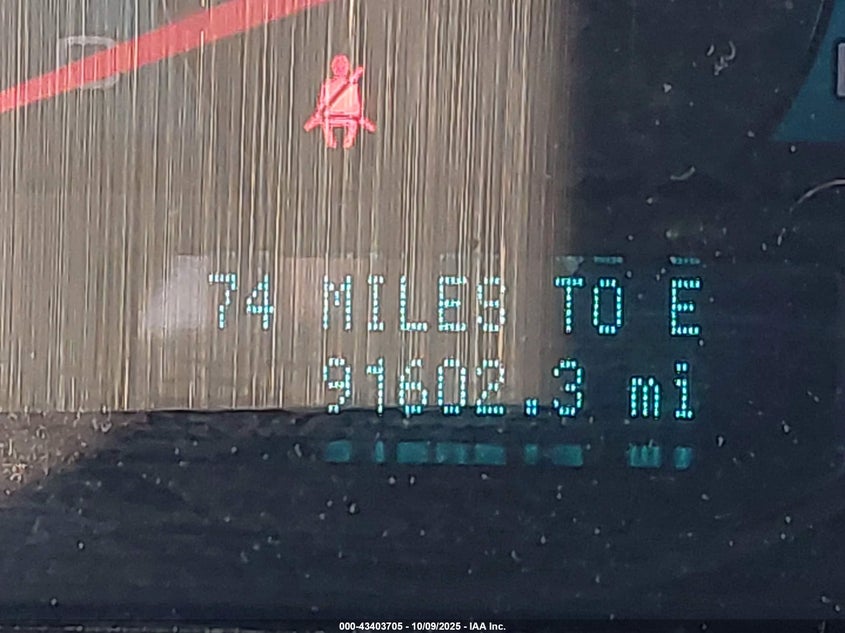 74 MILES TO E
91602.3 mi
000-43403705 - 10/09/2025 - IAA Inc.